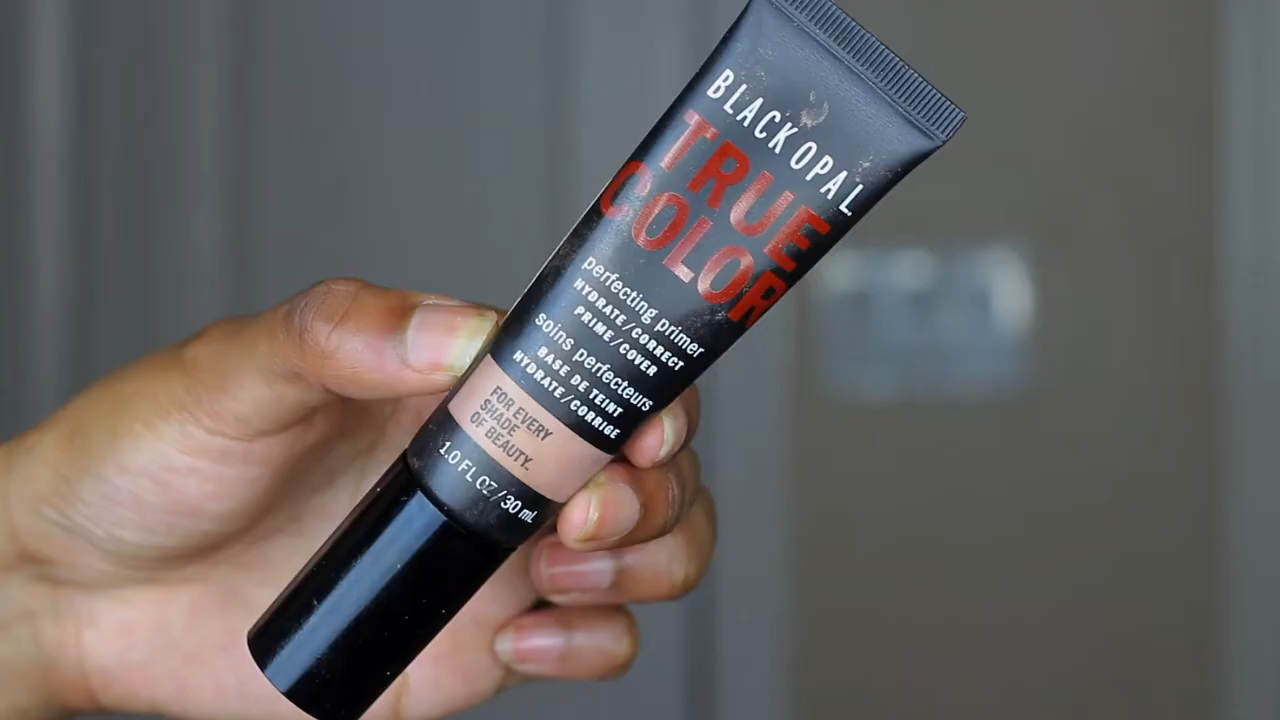 BLACK OPAL
TRUE
COLOR
perfecting primer
HYDRATE/CORRECT
PRIME/COVER
soins perfecteurs
BASE DE TEINT
HYDRATE/CORRIGE
FOR EVERY
SHADE
OF BEAUTY.
1.0 FL OZ/30 mL